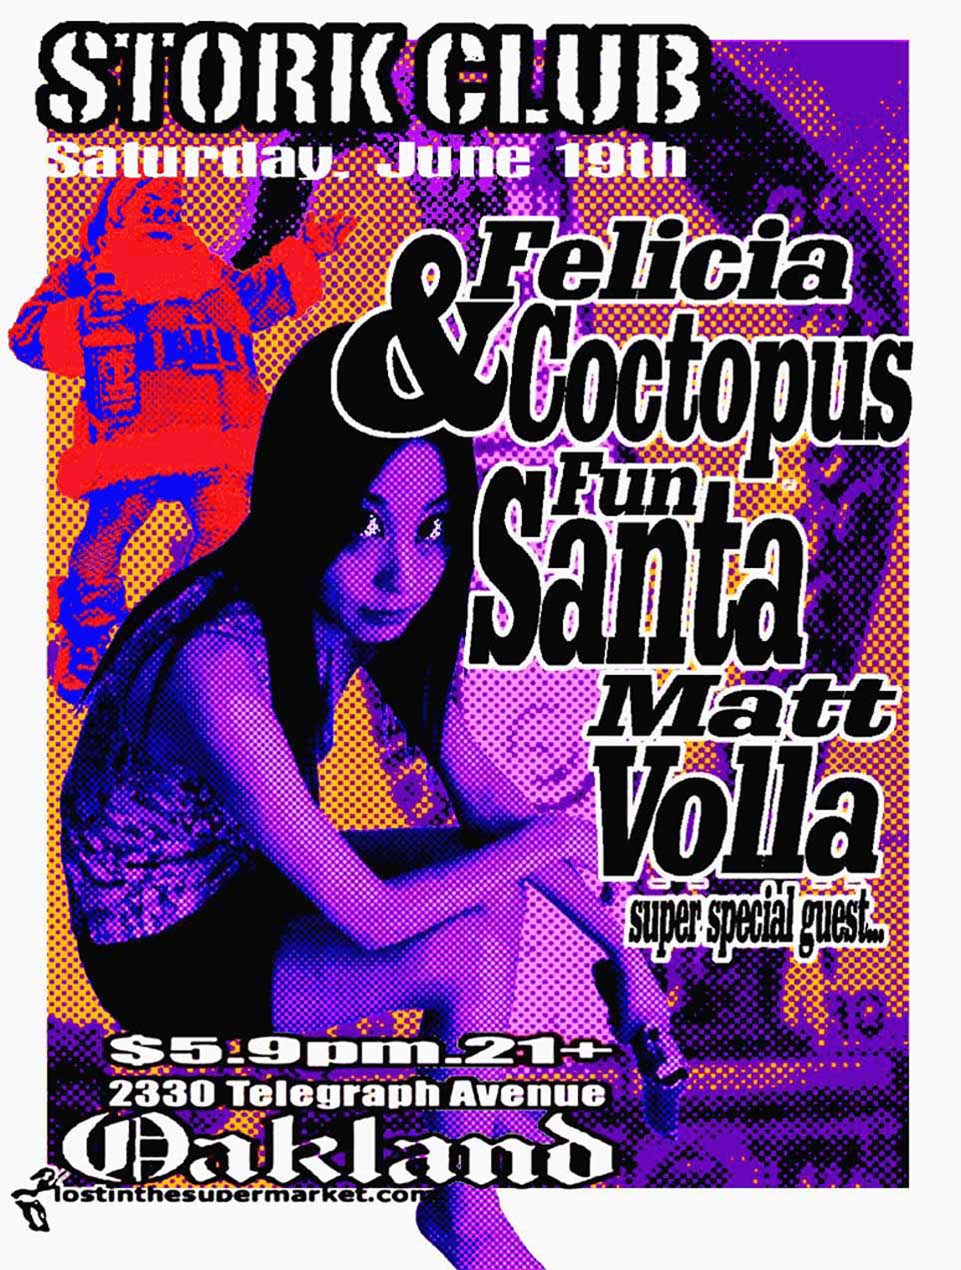 STORK CLUB
Saturday, June 19th
Felicia
& Coctopus
Fun
Santa
Matt
Volla
super special guest...
$5.9pm.21+
2330 Telegraph Avenue
Oakland
lostinthesupermarket.com